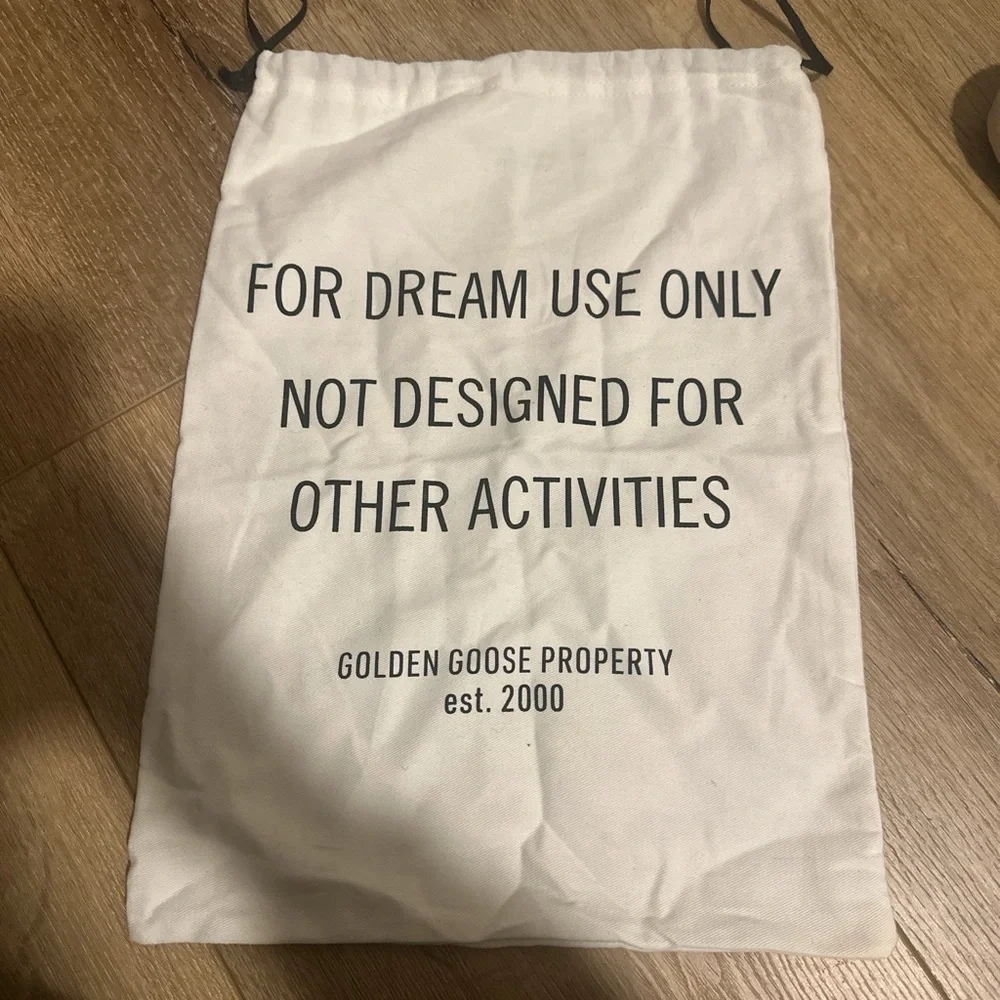 FOR DREAM USE ONLY
NOT DESIGNED FOR
OTHER ACTIVITIES
GOLDEN GOOSE PROPERTY
est. 2000